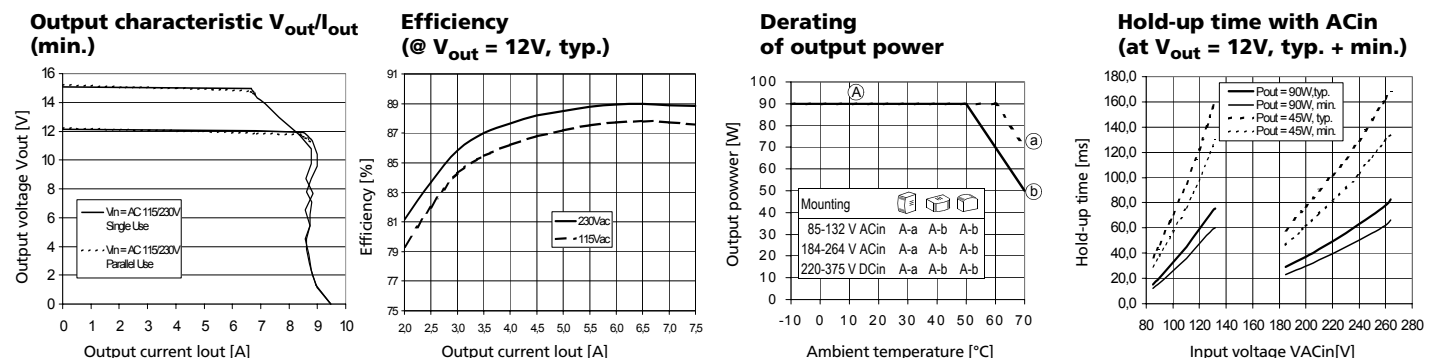 Output characteristic Vout/Iout
(min.)
16
14
12
10
8
6
4
2
0
Output voltage Vout [V]
Vin = AC 115/230V
Single Use
Vin = AC 115/230V
Parallel Use
0 1 2 3 4 5 6 7 8 9 10
Output current Iout [A]
Efficiency
(@ Vout = 12V, typ.)
91
89
87
85
83
81
79
77
75
Efficiency [%]
230Vac
115Vac
2,0 2,5 3,0 3,5 4,0 4,5 5,0 5,5 6,0 6,5 7,0 7,5
Output current Iout [A]
Derating
of output power
100
90
80
70
60
50
40
30
20
10
0
Output powwer [W]
A
a
b
Mounting
85-132 V ACin A-a A-b A-b
184-264 V ACin A-a A-b A-b
220-375 V DCin A-a A-b A-b
-10 0 10 20 30 40 50 60 70
Ambient temperature [°C]
Hold-up time with ACin
(at Vout = 12V, typ. + min.)
180,0
160,0
140,0
120,0
100,0
80,0
60,0
40,0
20,0
0,0
Hold-up time [ms]
Pout = 90W,typ.
Pout = 90W, min.
Pout = 45W, typ.
Pout = 45W, min.
80 100 120 140 160 180 200 220 240 260 280
Input voltage VACin[V]